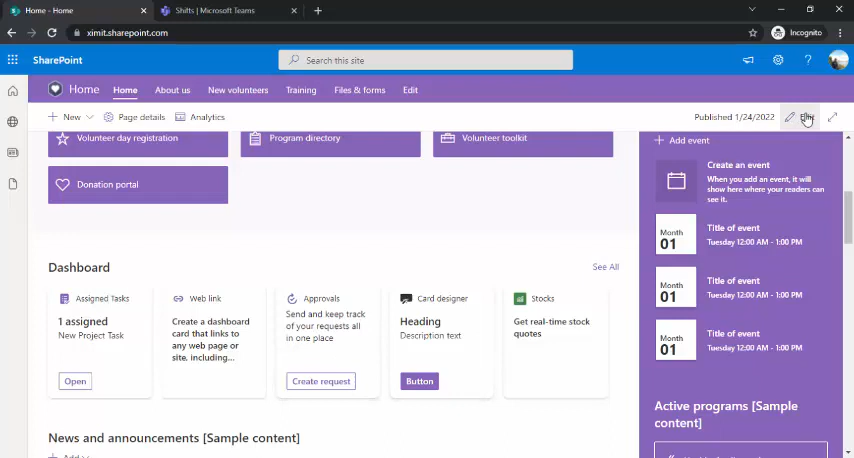 Home - Home
Shifts | Microsoft Teams
ximit.sharepoint.com
Incognito
SharePoint
Search this site
Home
Home
About us
New volunteers
Training
Files & forms
Edit
New
Page details
Analytics
Published 1/24/2022
Edit
Volunteer day registration
Program directory
Volunteer toolkit
Donation portal
Add event
Create an event
When you add an event, it will
show here where your readers can
see it.
Month
01
Title of event
Tuesday 12:00 AM - 1:00 PM
Month
01
Title of event
Tuesday 12:00 AM - 1:00 PM
Month
01
Title of event
Tuesday 12:00 AM - 1:00 PM
Dashboard
See All
Assigned Tasks
1 assigned
New Project Task
Open
Web link
Create a dashboard
card that links to
any web page or
site, including...
Approvals
Send and keep track
of your requests all
in one place
Create request
Card designer
Heading
Description text
Button
Stocks
Get real-time stock
quotes
Active programs [Sample
content]
News and announcements [Sample content]
Add